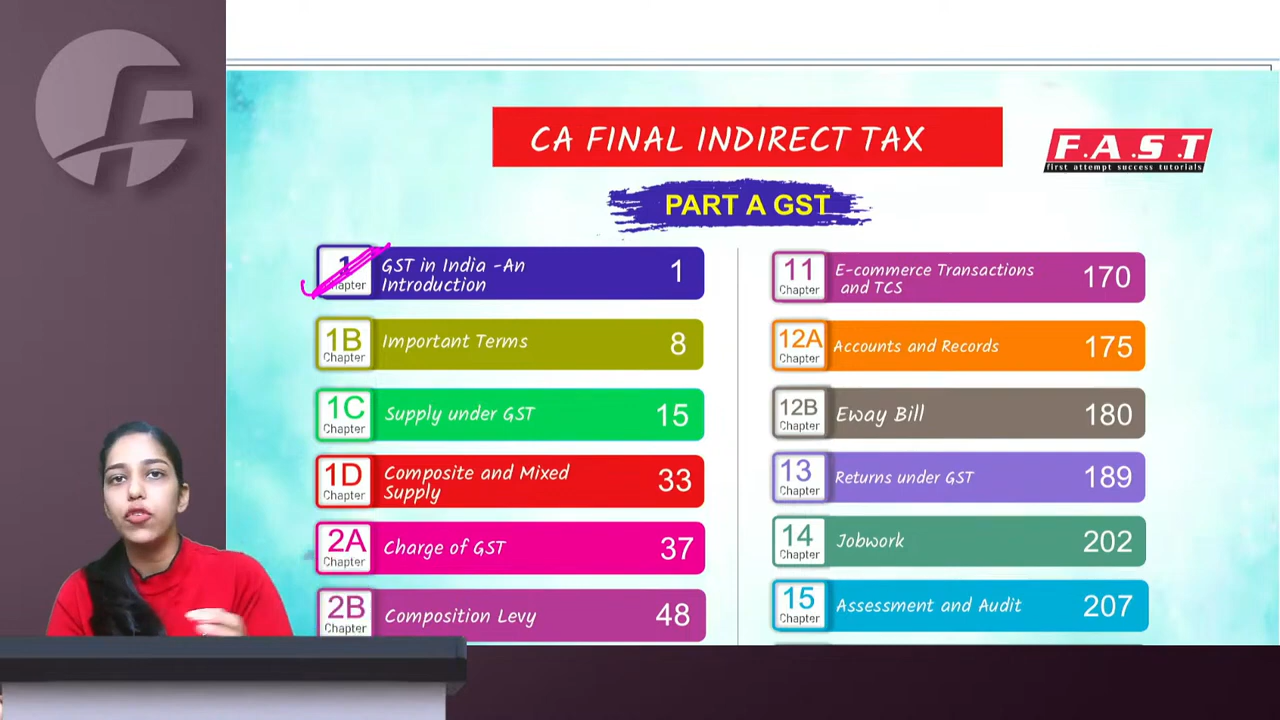 CA FINAL INDIRECT TAX
F.A.S.T
first attempt success tutorials
PART A GST
1
Chapter
GST in India -An
Introduction
1
1B
Chapter
Important Terms
8
1C
Chapter
Supply under GST
15
1D
Chapter
Composite and Mixed
Supply
33
2A
Chapter
Charge of GST
37
2B
Chapter
Composition Levy
48
11
Chapter
E-commerce Transactions
and TCS
170
12A
Chapter
Accounts and Records
175
12B
Chapter
Eway Bill
180
13
Chapter
Returns under GST
189
14
Chapter
Jobwork
202
15
Chapter
Assessment and Audit
207